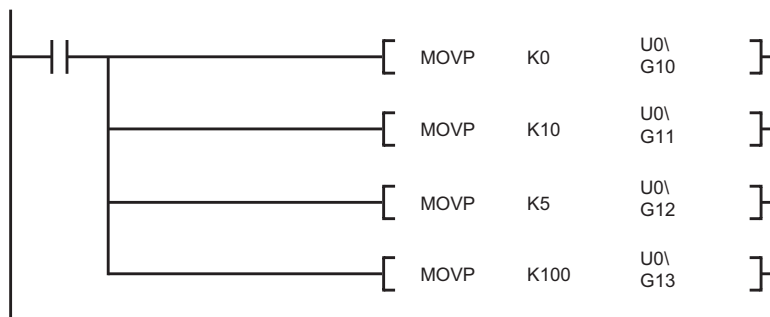 MOVP K0 U0\
G10
MOVP K10 U0\
G11
MOVP K5 U0\
G12
MOVP K100 U0\
G13